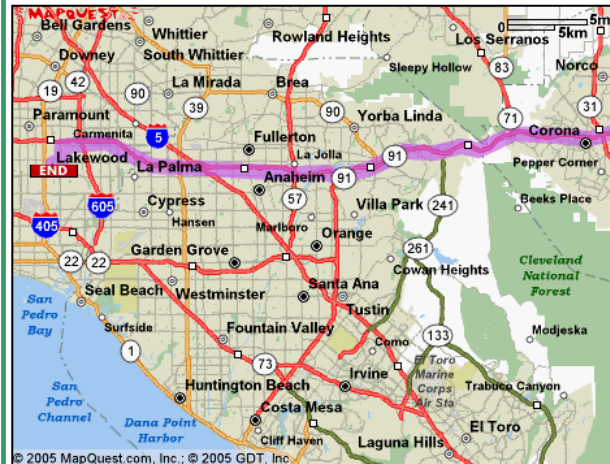 MAPQUEST
Bell Gardens
Whittier
Rowland Heights
Los Serranos
5mi
5km
Downey
South Whittier
Sleepy Hollow
83
Norco
19
42
90
La Mirada
Brea
39
90
71
31
Paramount
Carmenita
5
Fullerton
Yorba Linda
Corona
Lakewood
La Palma
La Jolla
91
Pepper Corner
END
Anaheim
91
405
605
Cypress
Hansen
57
Marlboro
Villa Park
241
Beeks Place
Orange
261
22
22
Garden Grove
Cowan Heights
Cleveland
National
Forest
San
Pedro
Bay
Seal Beach
Westminster
Santa Ana
Tustin
Surfside
Fountain Valley
133
Modjeska
1
73
Como
El Toro
Marine
Corps
Air Sta
Irvine
Trabuco Canyon
San
Pedro
Channel
Huntington Beach
Dana Point
Harbor
Costa Mesa
Cliff Haven
El Toro
Laguna Hills
© 2005 MapQuest.com, Inc.; © 2005 GDT, Inc.